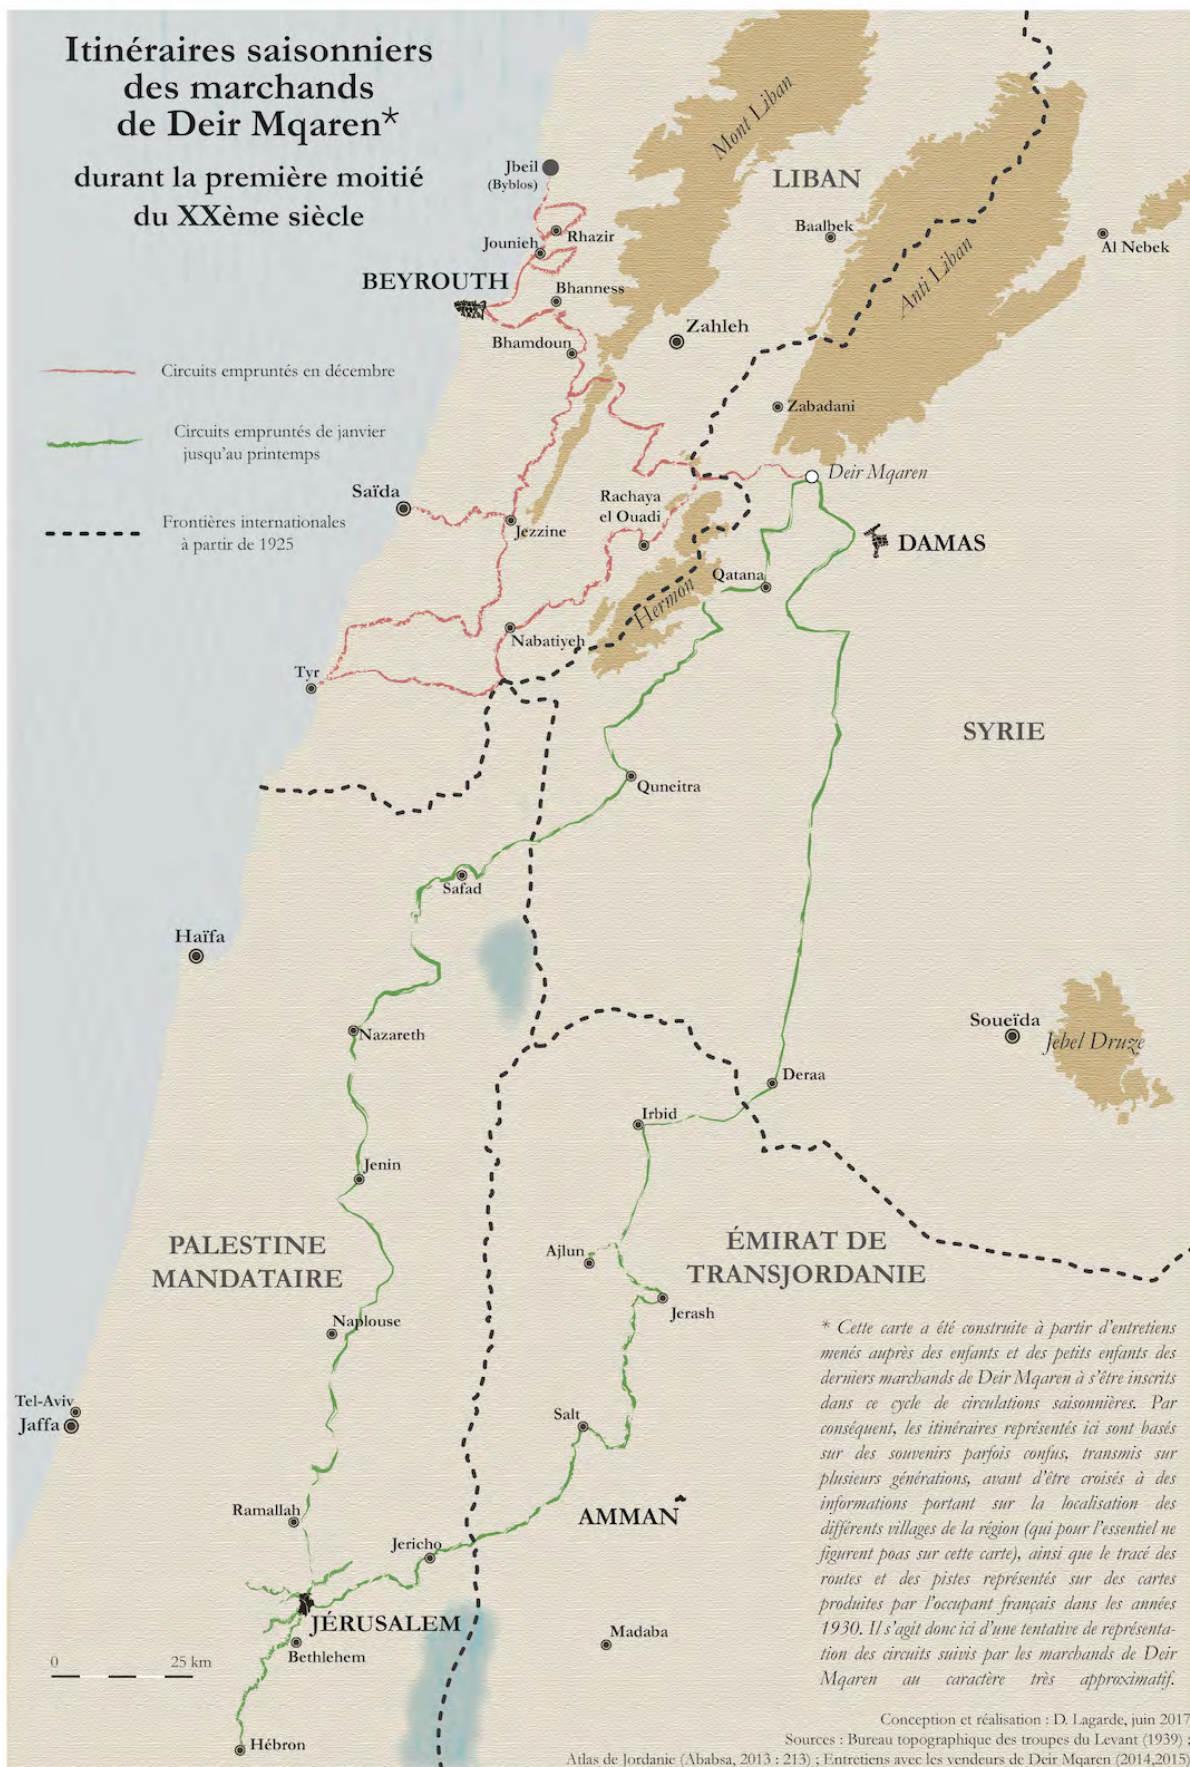 Itinéraires saisonniers
des marchands
de Deir Mqaren*
durant la première moitié
du XXème siècle
Mont Liban
Jbeil
(Byblos)
LIBAN
Rhazir
Baalbek
Jounieh
Al Nebek
Anti Liban
BEYROUTH
Bhanness
Zahleh
Bhamdoun
Circuits empruntés en décembre
Zabadani
Circuits empruntés de janvier
jusqu'au printemps
Deir Mqaren
Saïda
Rachaya
el Ouadi
Frontières internationales
à partir de 1925
Jezzine
DAMAS
Qatana
Hermon
Nabatiyeh
Tyr
SYRIE
Quneitra
Safad
Haïfa
Soueïda
Nazareth
Jebel Druze
Deraa
Irbid
Jenin
PALESTINE
MANDATAIRE
Ajlun
ÉMIRAT DE
TRANSJORDANIE
Jerash
Naplouse
Tel-Aviv
Jaffa
Salt
Ramallah
AMMAN
Jericho
JÉRUSALEM
Madaba
Bethlehem
0 25 km
Hébron
* Cette carte a été construite à partir d'entretiens
menés auprès des enfants et des petits enfants des
derniers marchands de Deir Mqaren à s'être inscrits
dans ce cycle de circulations saisonnières. Par
conséquent, les itinéraires représentés ici sont basés
sur des souvenirs parfois confus, transmis sur
plusieurs générations, avant d'être croisés à des
informations portant sur la localisation des
différents villages de la région (qui pour l'essentiel ne
figurent poas sur cette carte), ainsi que le tracé des
routes et des pistes représentés sur des cartes
produites par l'occupant français dans les années
1930. Il s'agit donc ici d'une tentative de représenta-
tion des circuits suivis par les marchands de Deir
Mqaren au caractère très approximatif.
Conception et réalisation : D. Lagarde, juin 2017
Sources : Bureau topographique des troupes du Levant (1939) ;
Atlas de Jordanie (Ababsa, 2013 : 213) ; Entretiens avec les vendeurs de Deir Mqaren (2014,2015)